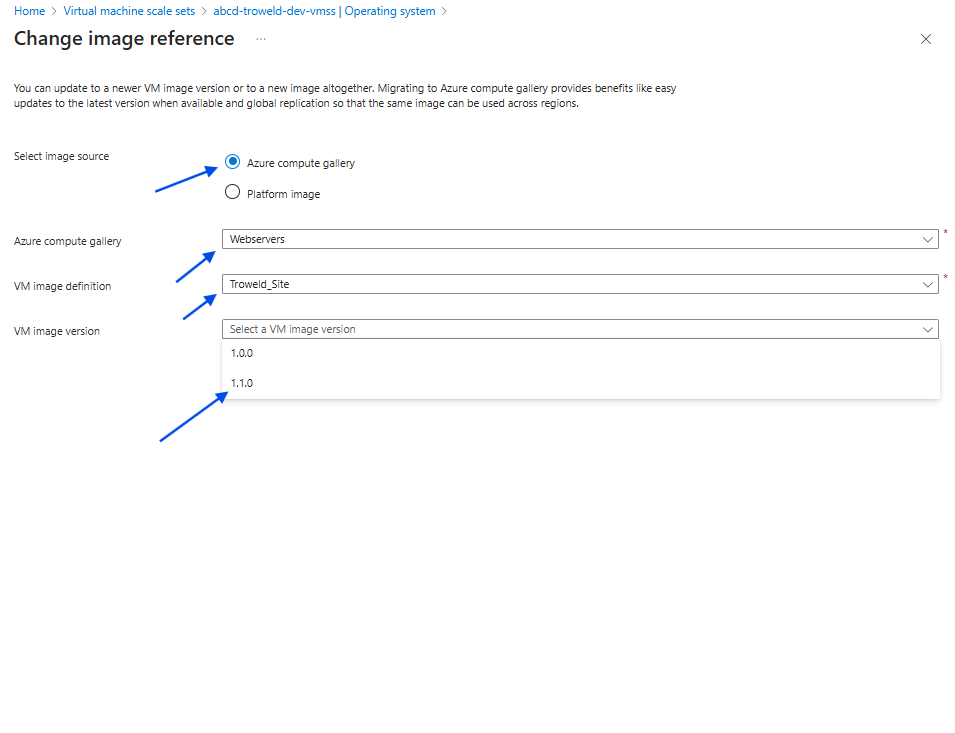 Home > Virtual machine scale sets > abcd-troweld-dev-vmss | Operating system >
Change image reference ...
You can update to a newer VM image version or to a new image altogether. Migrating to Azure compute gallery provides benefits like easy
updates to the latest version when available and global replication so that the same image can be used across regions.
Select image source
Azure compute gallery
Platform image
Azure compute gallery
Webservers *
VM image definition
Troweld_Site *
VM image version
Select a VM image version
1.0.0
1.1.0